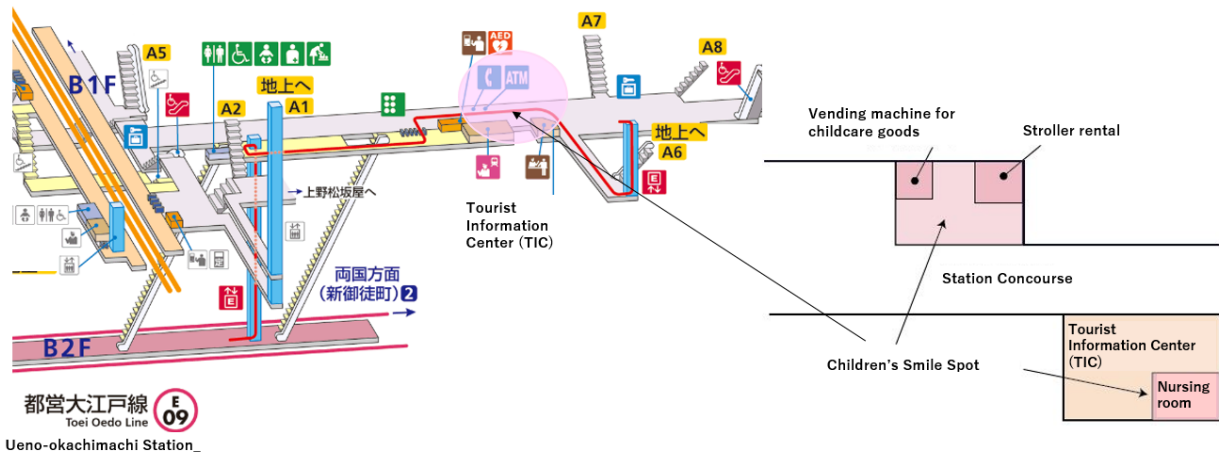 A7
AED
A8
A5
B1F
ATM
地上へ
A1
A2
地上へ
A6
E
上野松坂屋へ
Tourist
Information
Center (TIC)
両国方面
(新御徒町)2
E
B2F
都営大江戸線
Toei Oedo Line
E
09
Ueno-okachimachi Station_
Vending machine for
childcare goods
Stroller rental
Station Concourse
Children's Smile Spot
Tourist
Information Center
(TIC)
Nursing
room